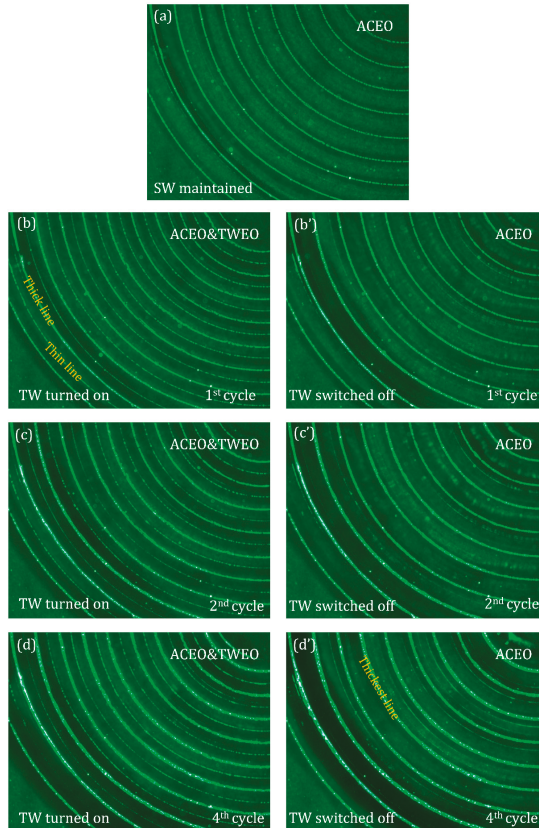 (a)
ACEO
SW maintained
(b)
ACEO&TWEO
Thick line
Thin line
TW turned on
1st cycle
(b')
ACEO
TW switched off
1st cycle
(c)
ACEO&TWEO
TW turned on
2nd cycle
(c')
ACEO
TW switched off
2nd cycle
(d)
ACEO&TWEO
TW turned on
4th cycle
(d')
ACEO
Thickest line
TW switched off
4th cycle